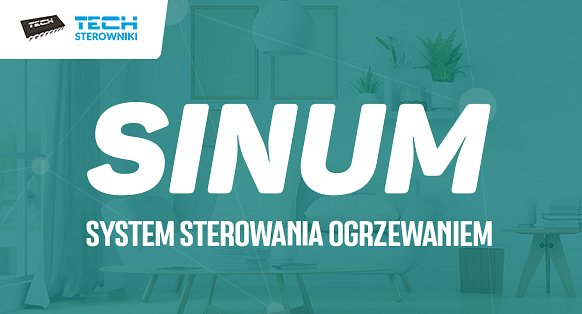 TECH
TECH
STEROWNIKI
SINUM
SYSTEM STEROWANIA OGRZEWANIEM